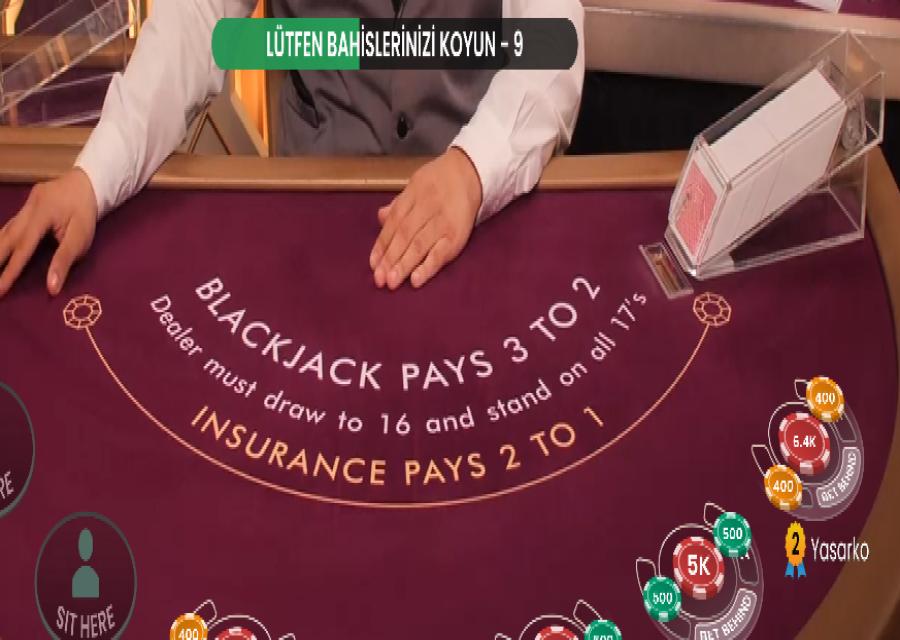 LÜTFEN BAHİSLERİNİZİ KOYUN – 9
BLACKJACK PAYS 3 TO 2
Dealer must draw to 16 and stand on all 17's
INSURANCE PAYS 2 TO 1
400
6.4K
400
BET BEHIND
2 Yasarko
500
5K
500
BET BEHIND
SIT HERE
400